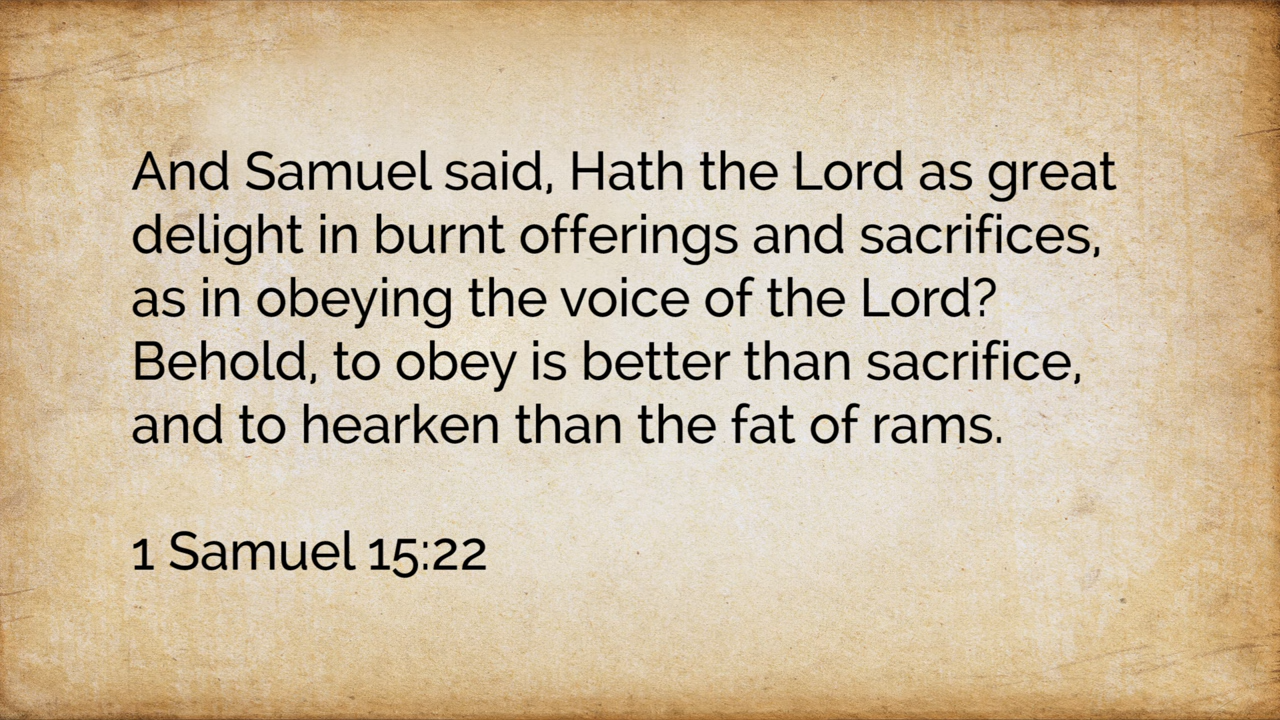 And Samuel said, Hath the Lord as great
delight in burnt offerings and sacrifices,
as in obeying the voice of the Lord?
Behold, to obey is better than sacrifice,
and to hearken than the fat of rams.
1 Samuel 15:22